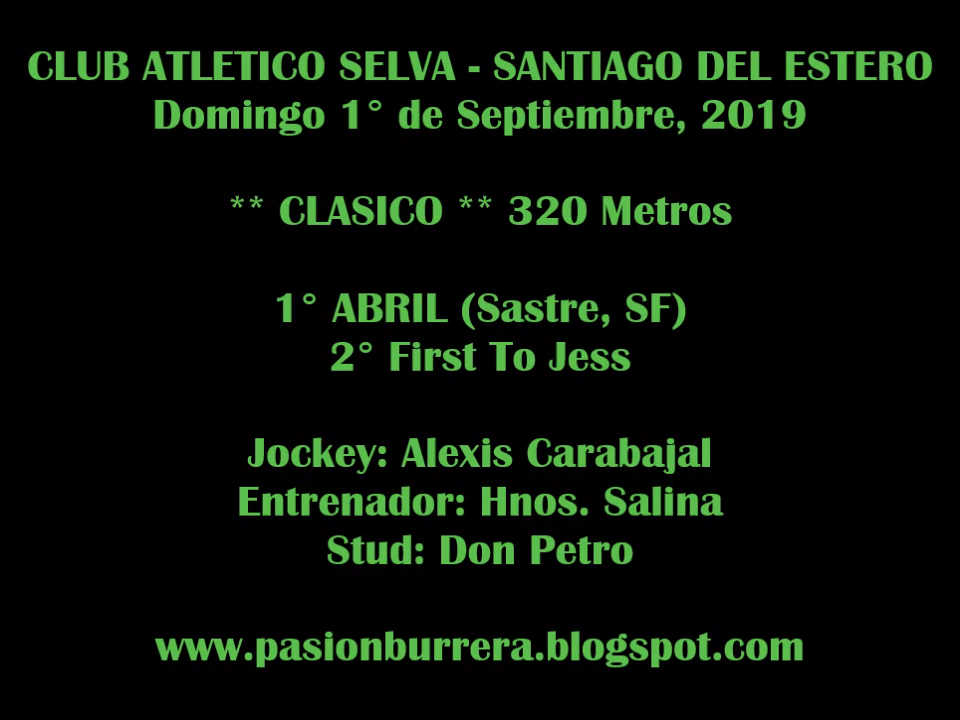 CLUB ATLETICO SELVA - SANTIAGO DEL ESTERO
Domingo 1° de Septiembre, 2019
** CLASICO ** 320 Metros
1° ABRIL (Sastre, SF)
2° First To Jess
Jockey: Alexis Carabajal
Entrenador: Hnos. Salina
Stud: Don Petro
www.pasionburrera.blogspot.com